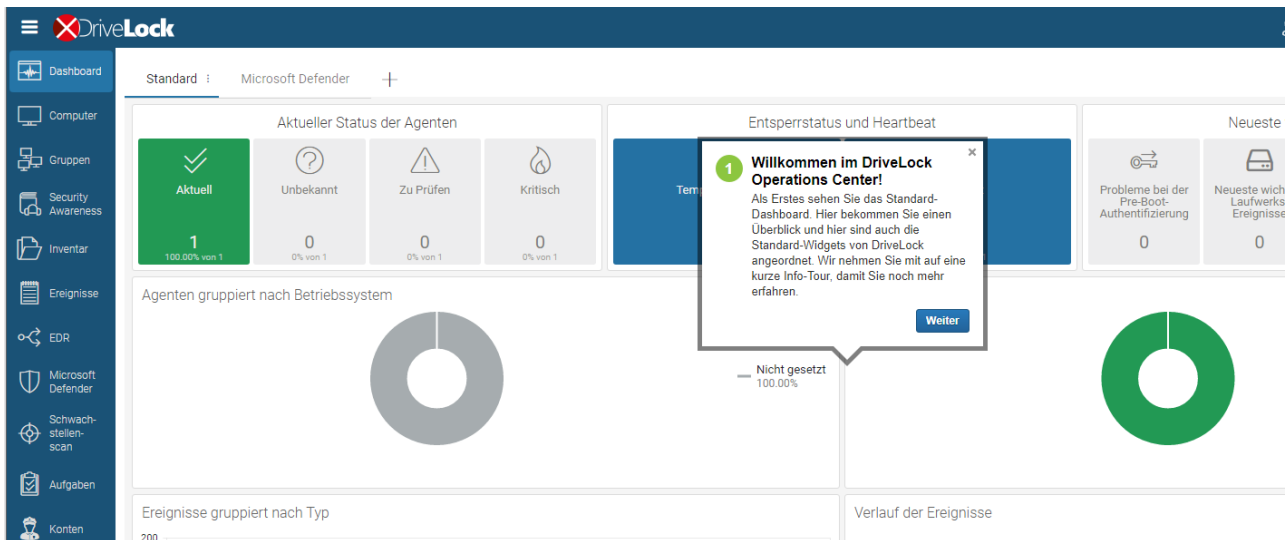 DriveLock
Dashboard
Computer
Gruppen
Security
Awareness
Inventar
Ereignisse
EDR
Microsoft
Defender
Schwach-
stellen-
scan
Aufgaben
Konten
Standard
Microsoft Defender
Aktueller Status der Agenten
Aktuell
1
100.00% von 1
Unbekannt
0
0% von 1
Zu Prüfen
0
0% von 1
Kritisch
0
0% von 1
Entsperrstatus und Heartbeat
1
Willkommen im DriveLock
Operations Center!
Als Erstes sehen Sie das Standard-
Dashboard. Hier bekommen Sie einen
Überblick und hier sind auch die
Standard-Widgets von DriveLock
angeordnet. Wir nehmen Sie mit auf eine
kurze Info-Tour, damit Sie noch mehr
erfahren.
Weiter
Neueste
Probleme bei der
Pre-Boot-
Authentifizierung
0
Neueste
Laufwerks
Ereignisse
0
Agenten gruppiert nach Betriebssystem
Nicht gesetzt
100.00%
Ereignisse gruppiert nach Typ
200
Verlauf der Ereignisse